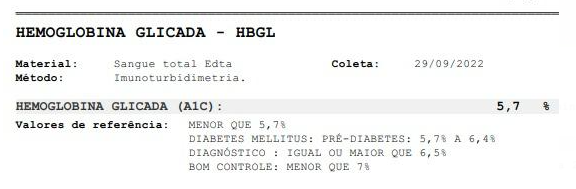 HEMOGLOBINA GLICADA - HBGL
Material: Sangue total Edta Coleta: 29/09/2022
Método: Imunoturbidimetria.
HEMOGLOBINA GLICADA (A1C): 5,7 %
Valores de referência: MENOR QUE 5,7%
DIABETES MELLITUS: PRÉ-DIABETES: 5,7% A 6,4%
DIAGNÓSTICO : IGUAL OU MAIOR QUE 6,5%
BOM CONTROLE: MENOR QUE 7%